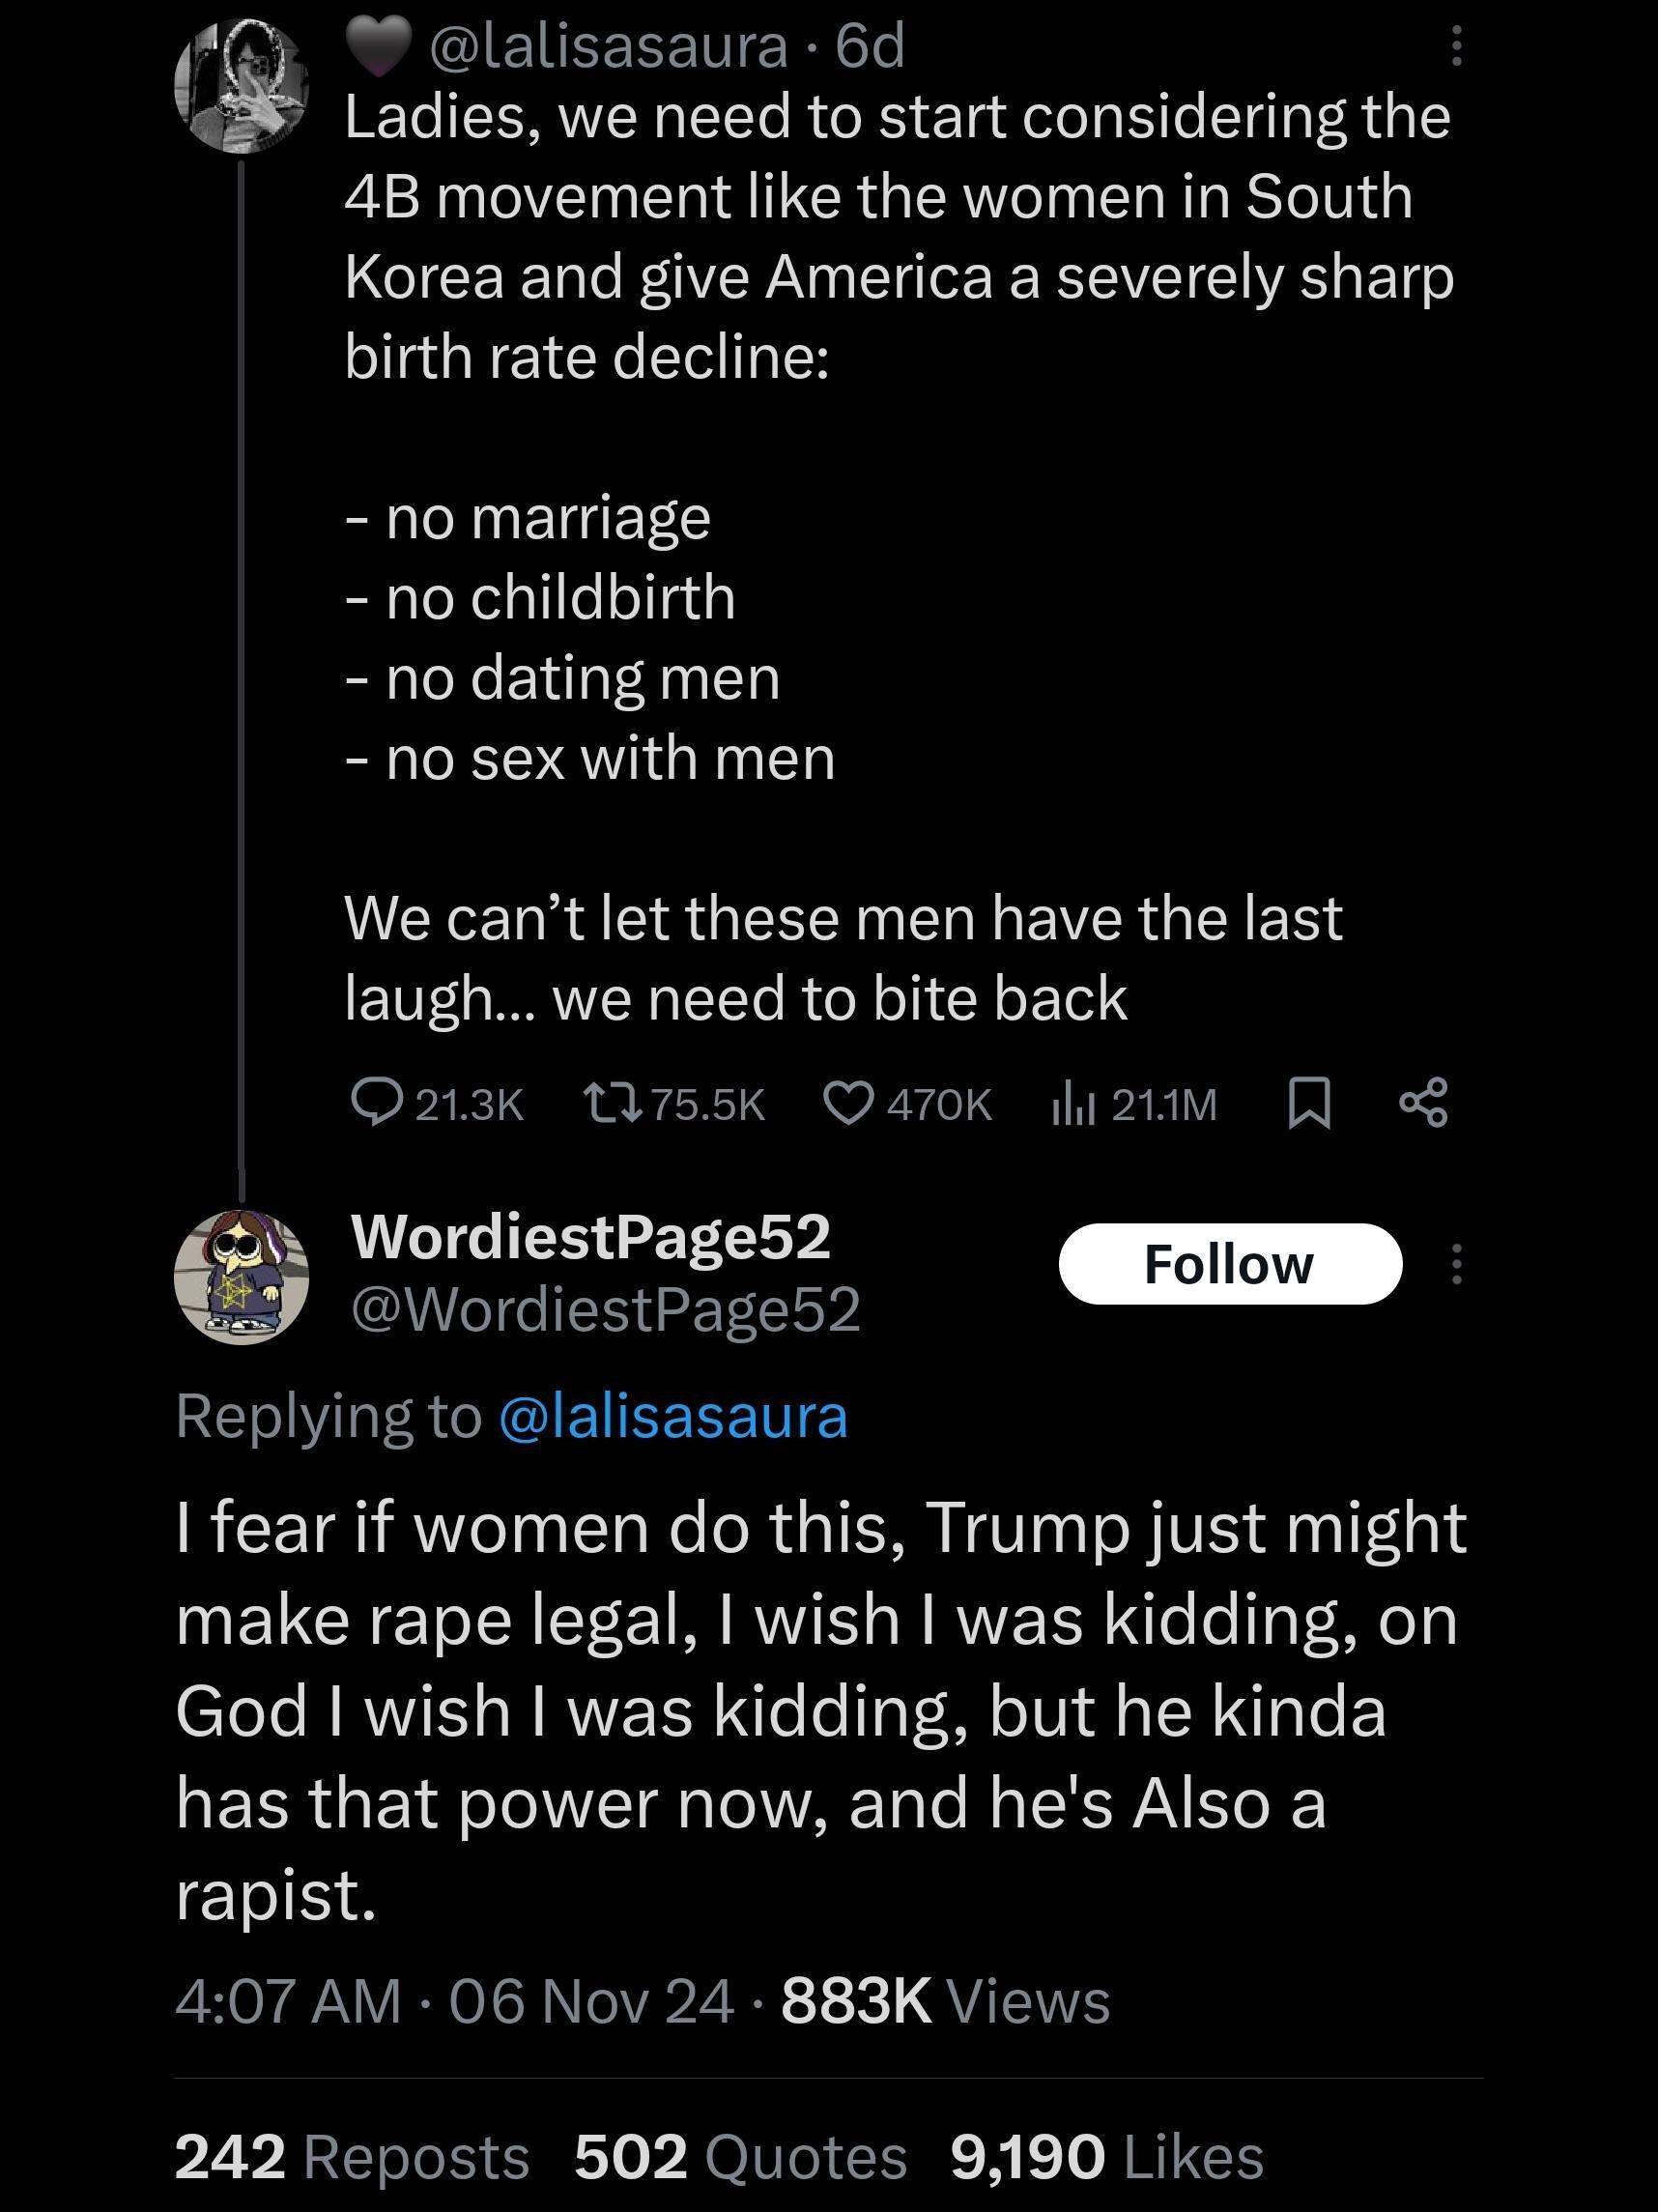 🖤 @lalisasaura · 6d
Ladies, we need to start considering the
4B movement like the women in South
Korea and give America a severely sharp
birth rate decline:
- no marriage
- no childbirth
- no dating men
- no sex with men
We can’t let these men have the last
laugh... we need to bite back
21.3K 75.5K 470K 21.1M
WordiestPage52
Follow
@WordiestPage52
Replying to @lalisasaura
I fear if women do this, Trump just might
make rape legal, I wish I was kidding, on
God I wish I was kidding, but he kinda
has that power now, and he's Also a
rapist.
4:07 AM · 06 Nov 24 · 883K Views
242 Reposts 502 Quotes 9,190 Likes